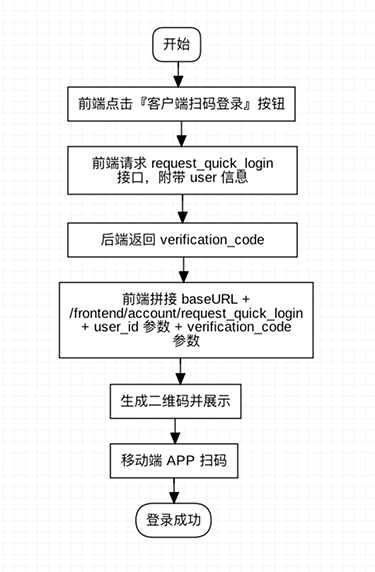 开始
前端点击『客户端扫码登录』按钮
前端请求 request_quick_login
接口，附带 user 信息
后端返回 verification_code
前端拼接 baseURL +
/frontend/account/request_quick_login
+ user_id 参数 + verification_code
参数
生成二维码并展示
移动端 APP 扫码
登录成功